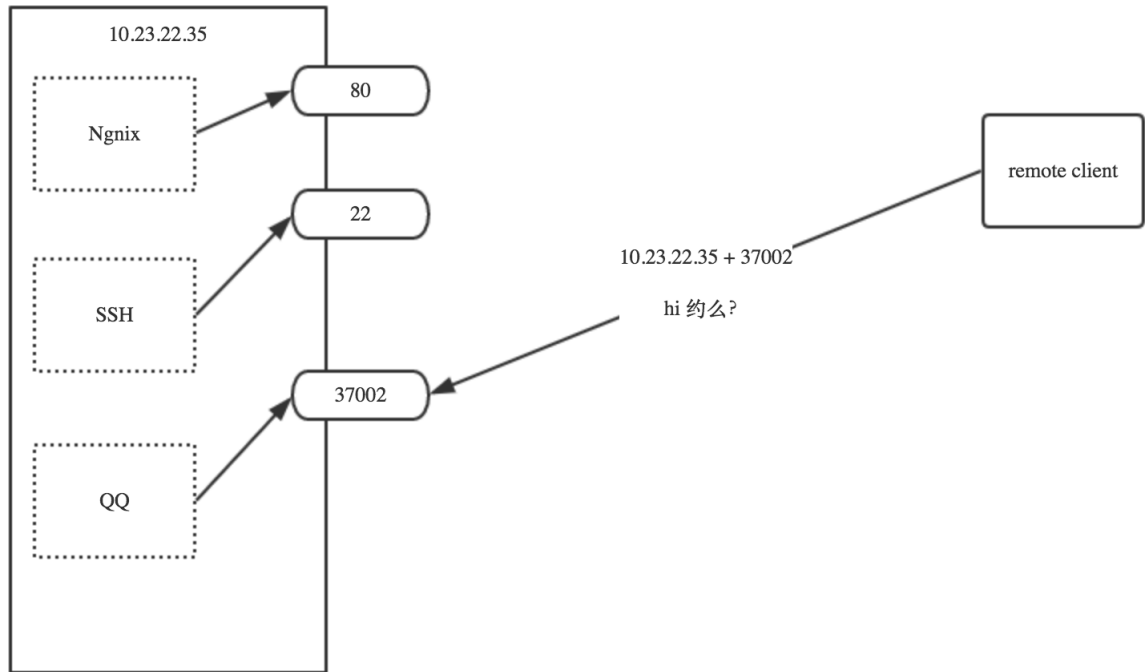 10.23.22.35
80
Ngnix
22
SSH
37002
QQ
remote client
10.23.22.35 + 37002
hi 约么?